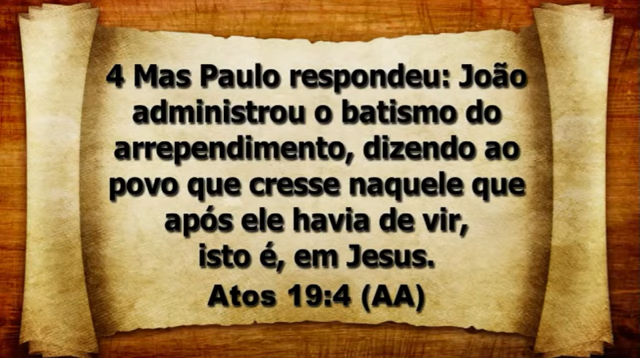 4 Mas Paulo respondeu: João
administrou o batismo do
arrependimento, dizendo ao
povo que cresse naquele que
após ele havia de vir,
isto é, em Jesus.
Atos 19:4 (AA)